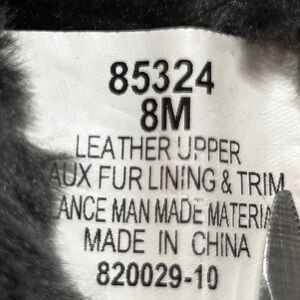 85324
8M
LEATHER UPPER
AUX FUR LINING & TRIM
ANCE MAN MADE MATERIA
MADE IN CHINA
820029-10